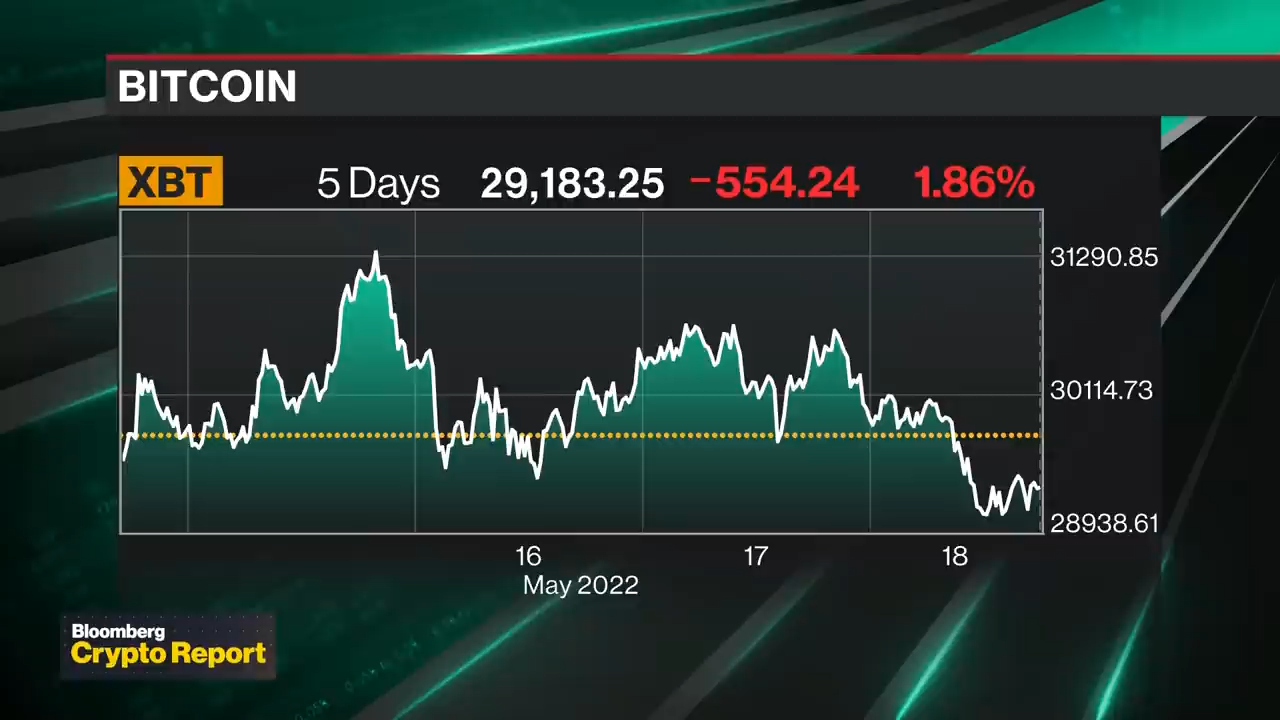 BITCOIN
XBT 5 Days 29,183.25 -554.24 1.86%
31290.85
30114.73
28938.61
16 17 18
May 2022
Bloomberg
Crypto Report